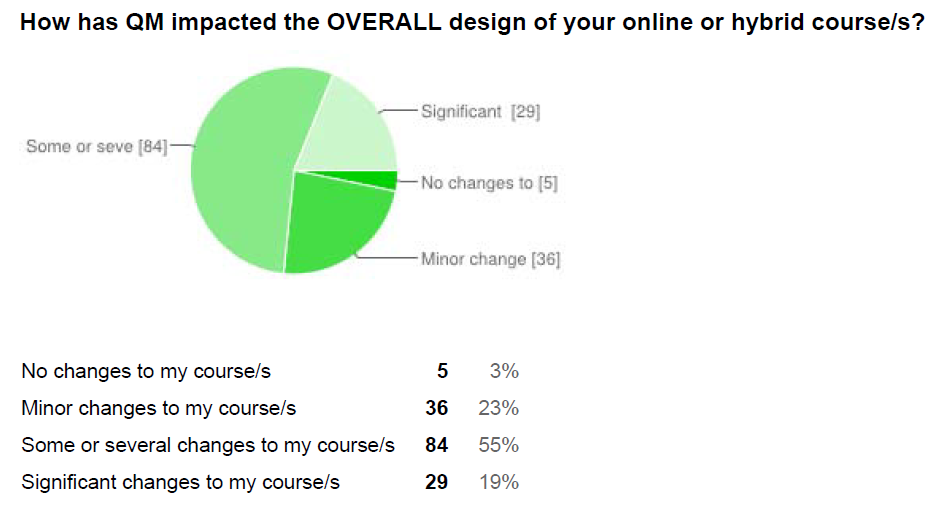 How has QM impacted the OVERALL design of your online or hybrid course/s?
Significant [29]
Some or seve [84]
No changes to [5]
Minor change [36]
No changes to my course/s 5 3%
Minor changes to my course/s 36 23%
Some or several changes to my course/s 84 55%
Significant changes to my course/s 29 19%